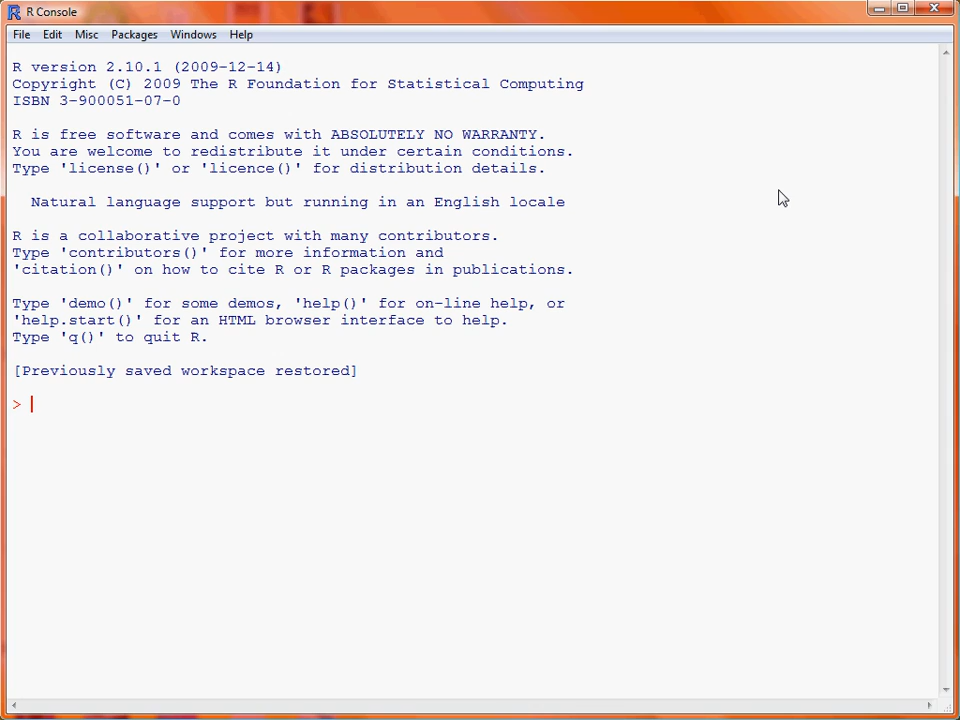 R Console
File Edit Misc Packages Windows Help
R version 2.10.1 (2009-12-14)
Copyright (C) 2009 The R Foundation for Statistical Computing
ISBN 3-900051-07-0
R is free software and comes with ABSOLUTELY NO WARRANTY.
You are welcome to redistribute it under certain conditions.
Type 'license()' or 'licence()' for distribution details.
Natural language support but running in an English locale
R is a collaborative project with many contributors.
Type 'contributors()' for more information and
'citation()' on how to cite R or R packages in publications.
Type 'demo()' for some demos, 'help()' for on-line help, or
'help.start()' for an HTML browser interface to help.
Type 'q()' to quit R.
[Previously saved workspace restored]
>